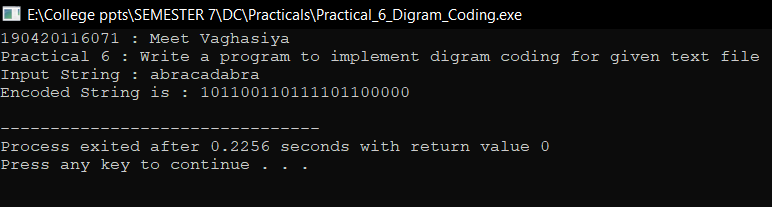 E:\College ppts\SEMESTER 7\DC\Practicals\Practical_6_Digram_Coding.exe
190420116071 : Meet Vaghasiya
Practical 6 : Write a program to implement digram coding for given text file
Input String : abracadabra
Encoded String is : 101100110111101100000
--------------------------------
Process exited after 0.2256 seconds with return value 0
Press any key to continue . . .